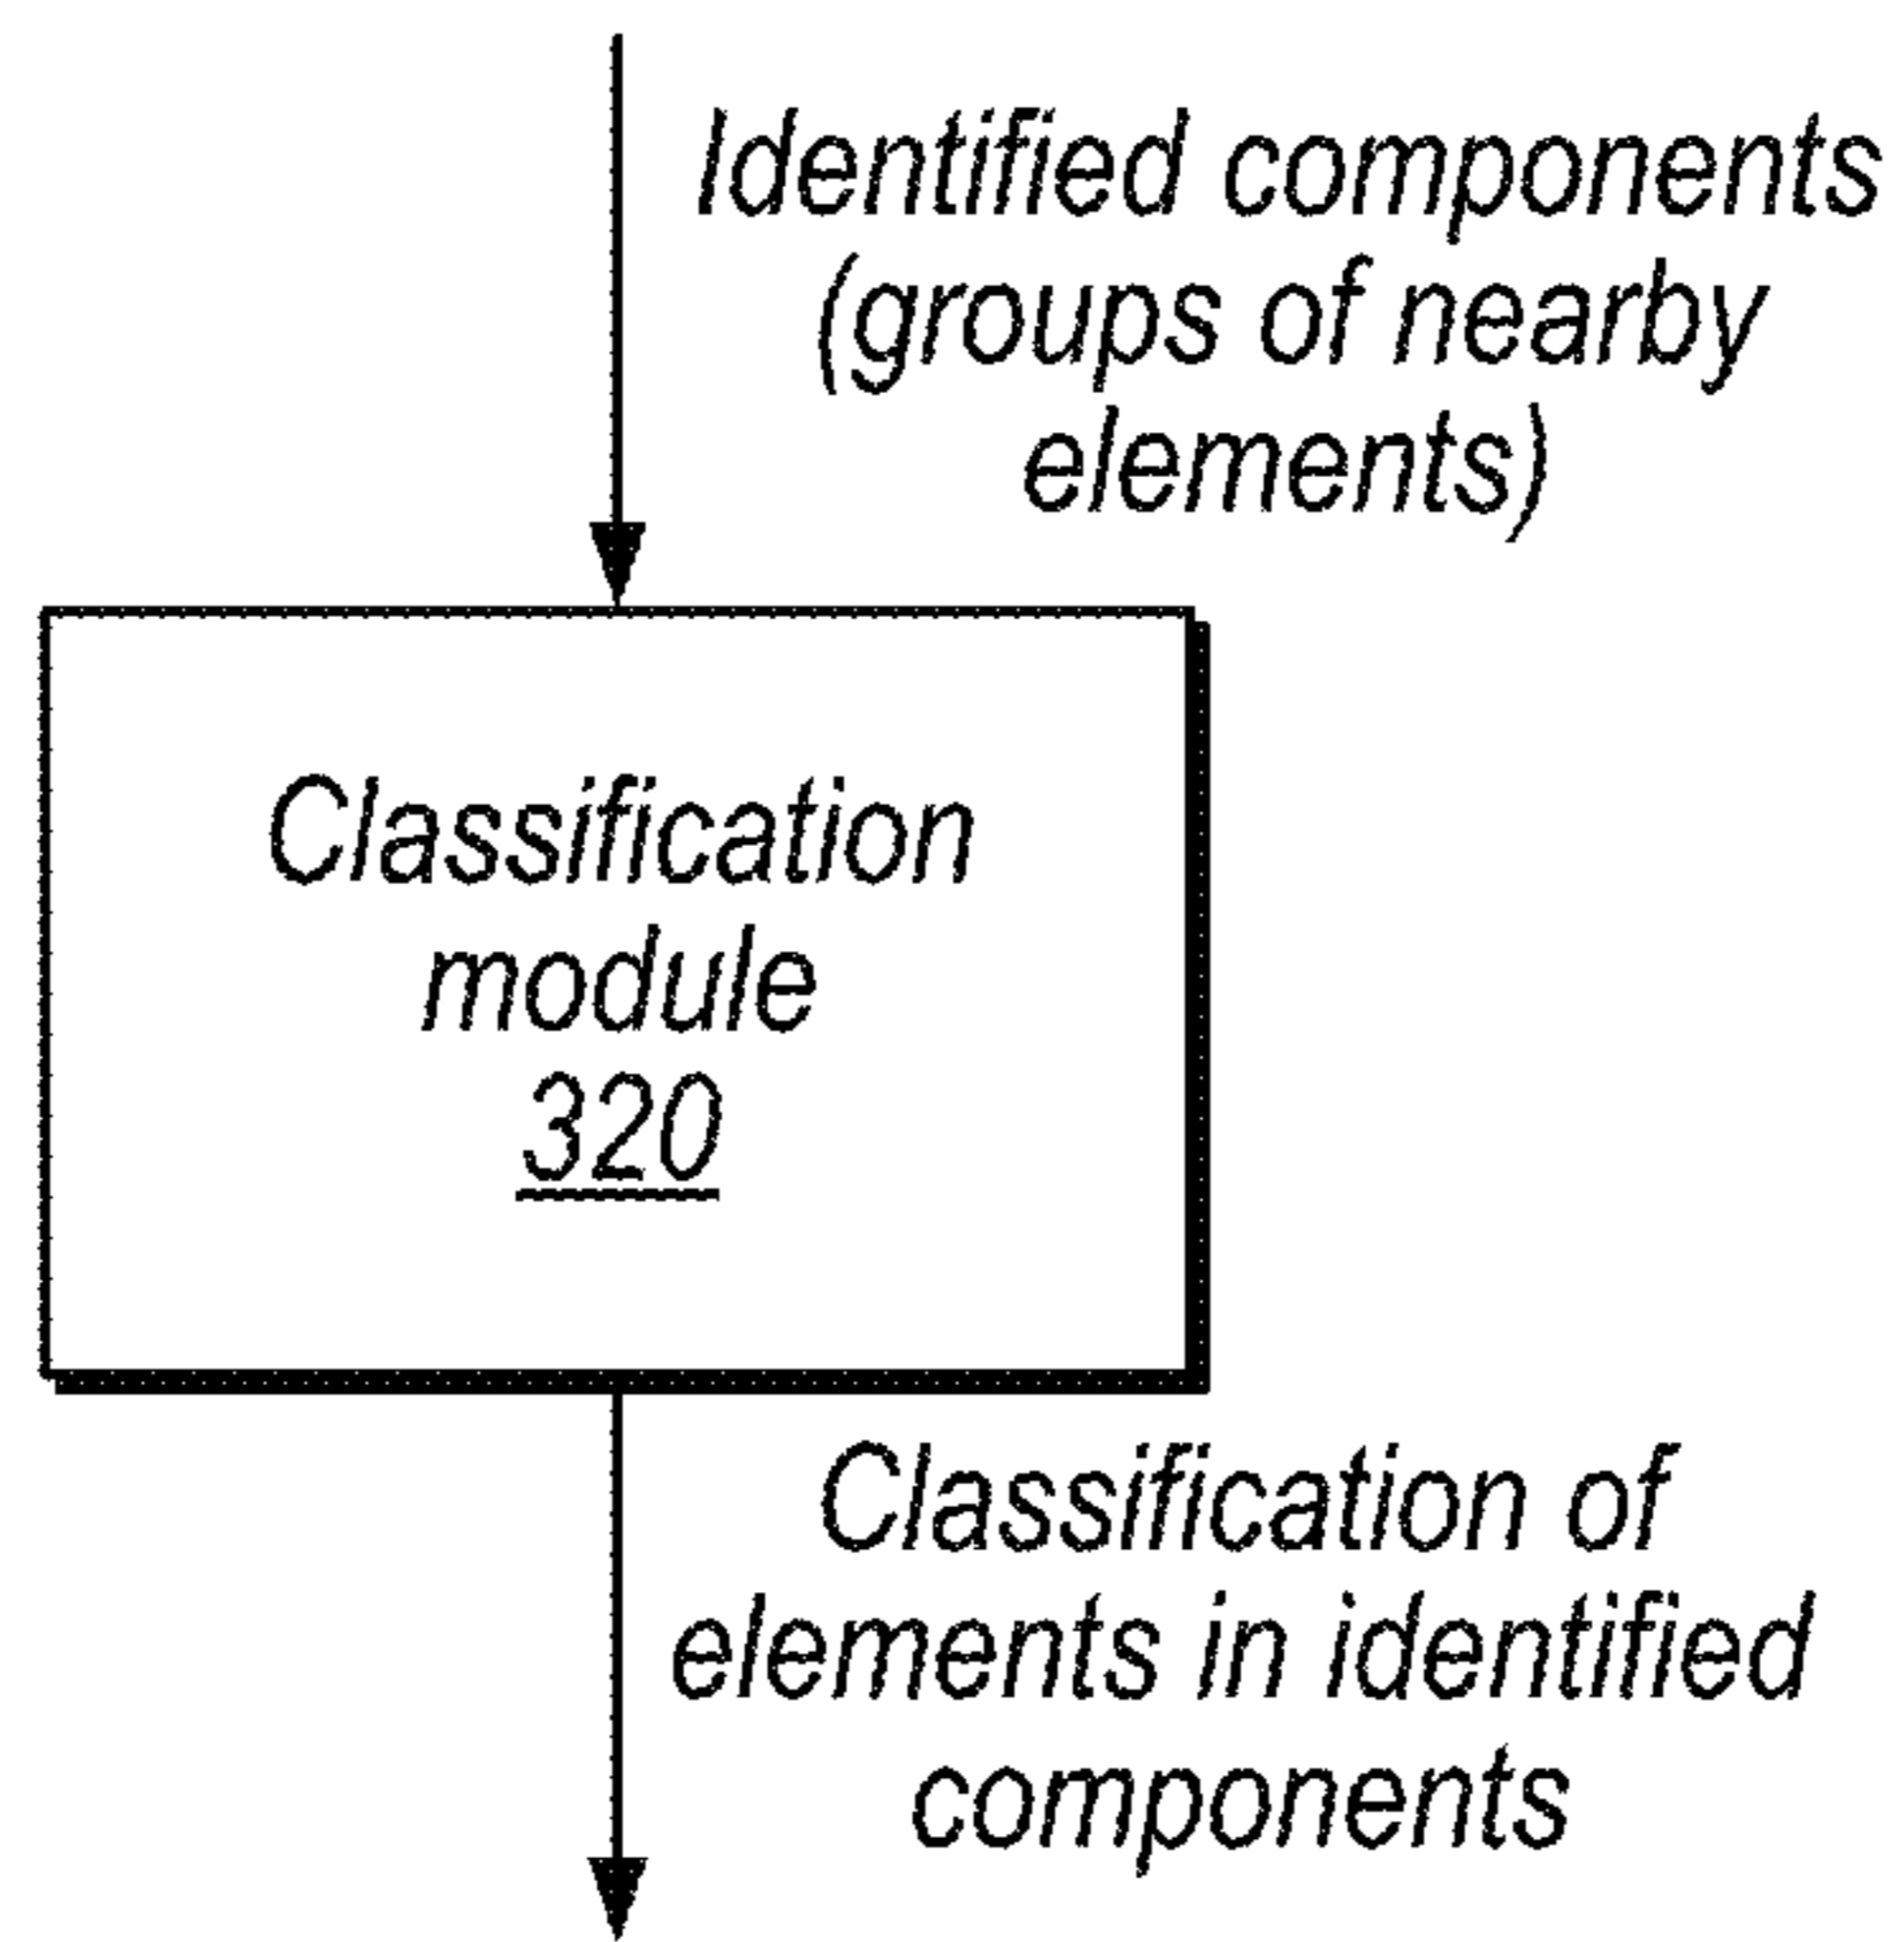 Identified components
(groups of nearby
elements)
Classification
module
320
Classification of
elements in identified
components